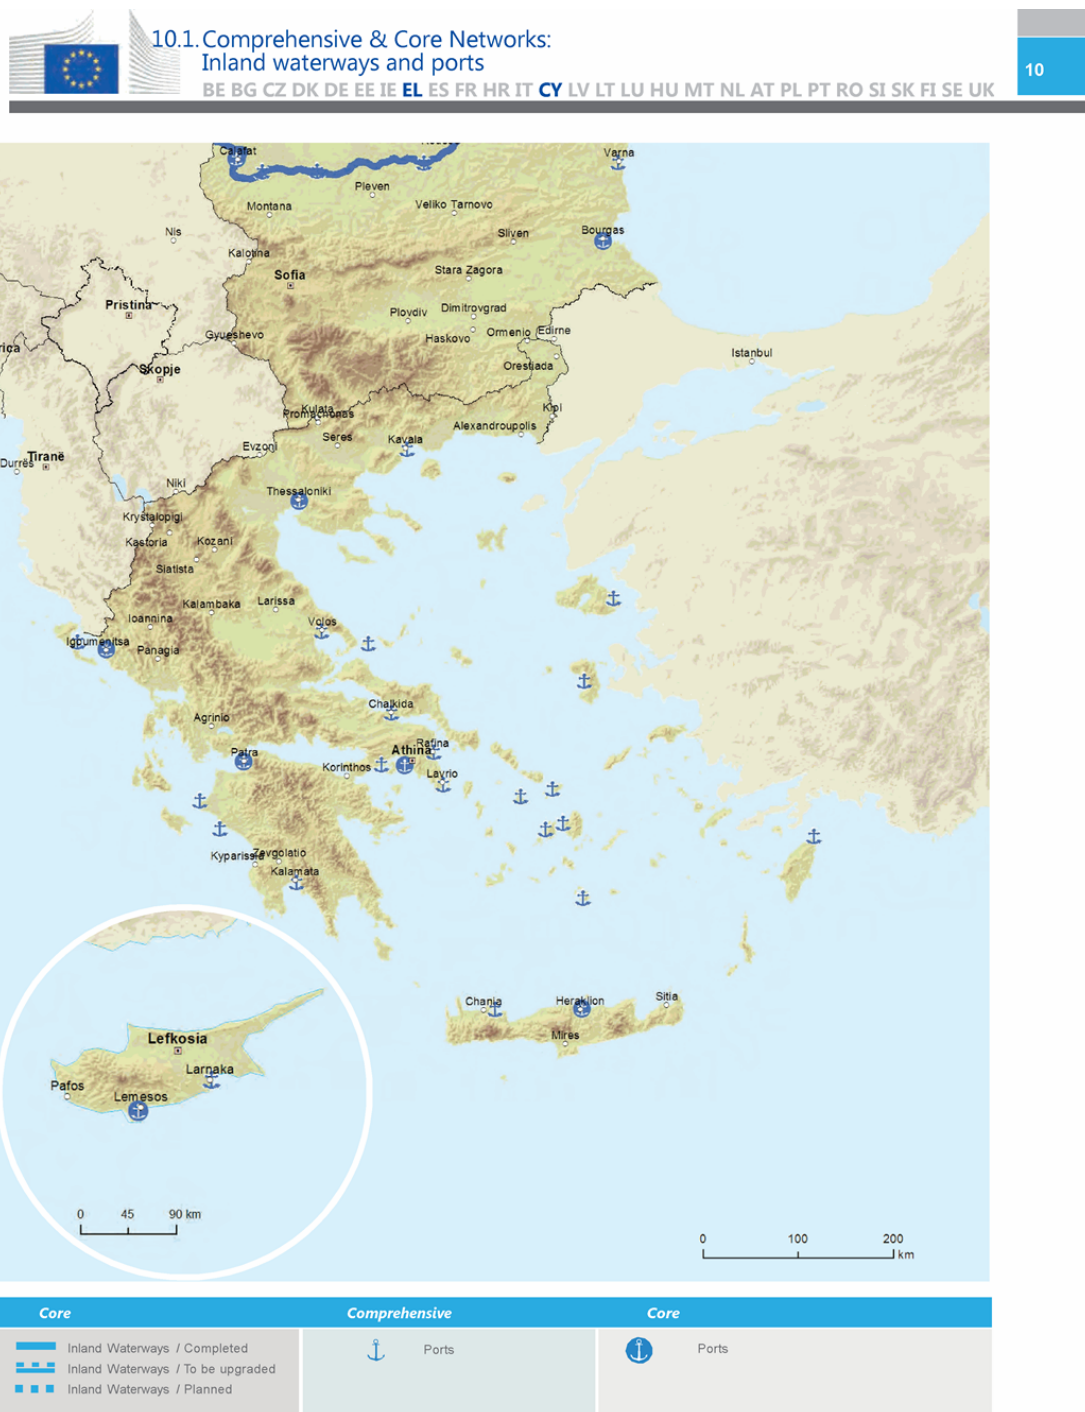 10.1. Comprehensive & Core Networks:
Inland waterways and ports
BE BG CZ DK DE EE IE EL ES FR HR IT CY LV LT LU HU MT NL AT PL PT RO SI SK FI SE UK
10
Calafat
Varna
Pleven
Montana
Veliko Tarnovo
Nis
Sliven
Bourgas
Kalotina
Sofia
Stara Zagora
Pristina
Plovdiv
Dimitrovgrad
Gyueshevo
Haskovo
Ormenio
Edirne
rica
Istanbul
Skopje
Orestiada
Kulata
Promachonas
Kipi
Alexandroupolis
Seres
Kavala
Evzoni
Durrës
Tiranë
Niki
Thessaloniki
Krystalopigi
Kastoria
Kozani
Siatista
Kalambaka
Larissa
Ioannina
Volos
Igoumenitsa
Panagia
Chalkida
Agrinio
Rafina
Athina
Patra
Korinthos
Lavrio
Kyparissia
Zevgolatio
Kalamata
Chania
Heraklion
Sitia
Mires
Lefkosia
Larnaka
Pafos
Lemesos
0 45 90 km
0 100 200
km
Core
Comprehensive
Core
Inland Waterways / Completed
Ports
Ports
Inland Waterways / To be upgraded
Inland Waterways / Planned